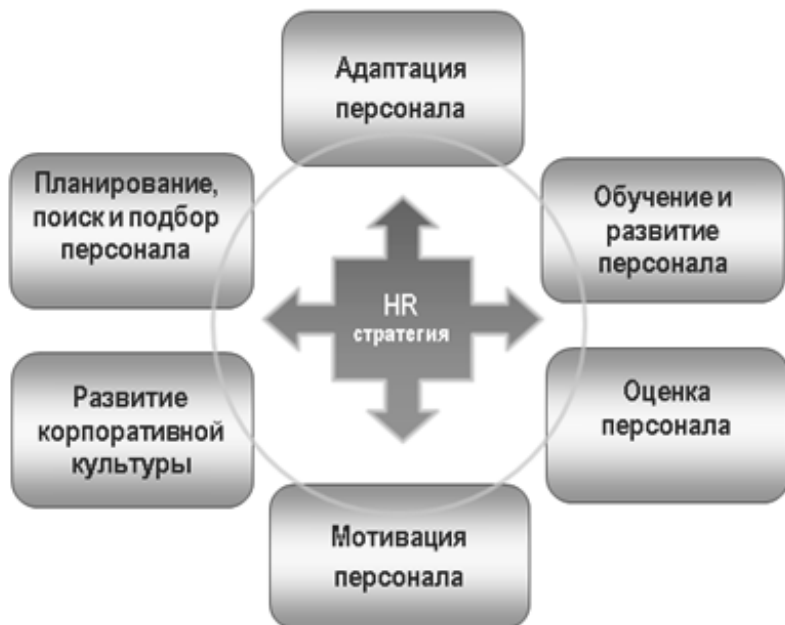 Адаптация
персонала
Планирование,
поиск и подбор
персонала
Обучение и
развитие
персонала
HR
стратегия
Развитие
корпоративной
культуры
Оценка
персонала
Мотивация
персонала